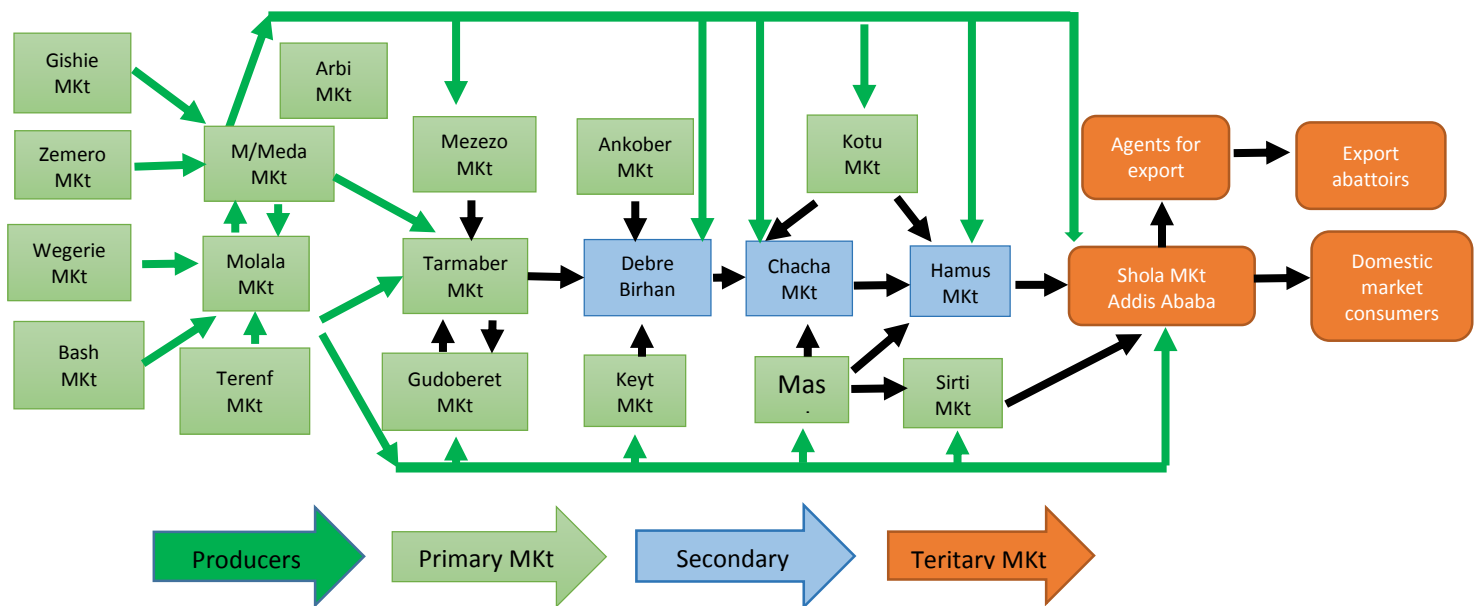 Gishie
MKt
Arbi
MKt
Zemero
MKt
M/Meda
MKt
Mezezo
MKt
Ankober
MKt
Kotu
MKt
Agents for
export
Export
abattoirs
Wegerie
MKt
Molala
MKt
Tarmaber
MKt
Debre
Birhan
Chacha
MKt
Hamus
MKt
Shola MKt
Addis Ababa
Domestic
market
consumers
Bash
MKt
Terenf
MKt
Gudoberet
MKt
Keyt
MKt
Mas
.
Sirti
MKt
Producers
Primary MKt
Secondary
Teritary MKt